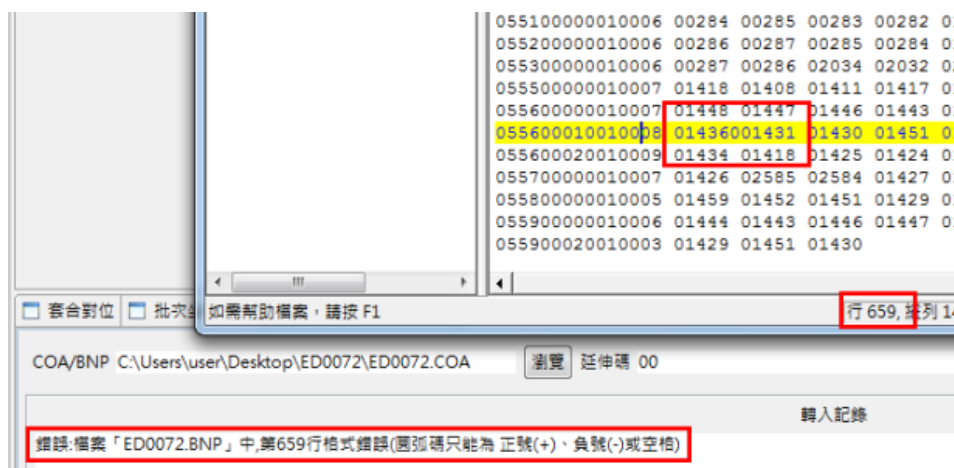 055100000010006 00284 00285 00283 00282
055200000010006 00286 00287 00285 00284
055300000010006 00287 00286 02034 02032
055500000010007 01418 01408 01411 01417
055600000010007 01448 01447 01446 01443
055600010010008 01436001431 01430 01451
055600020010009 01434 01418 01425 01424
055700000010007 01426 02585 02584 01427
055800000010005 01459 01452 01451 01429
055900000010006 01444 01443 01446 01447
055900020010003 01429 01451 01430
套合對位 批次
如需幫助檔案，請按 F1
行 659, 縱列 14
COA/BNP C:\Users\user\Desktop\ED0072\ED0072.COA 瀏覽 延伸碼 00
轉入記錄
錯誤:檔案「ED0072.BNP」中,第659行格式錯誤(圓弧碼只能為 正號(+)、負號(-)或空格)